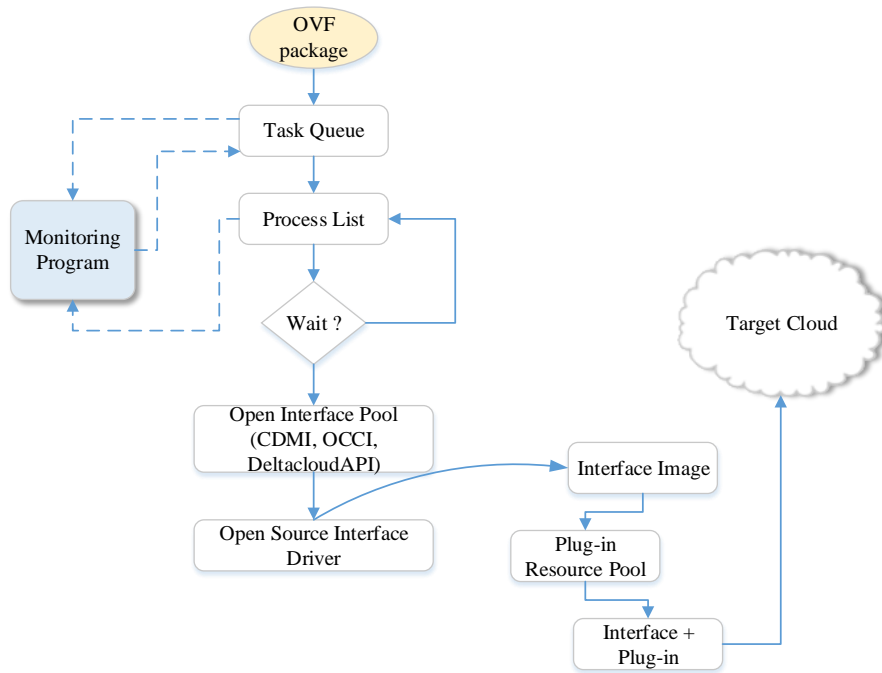 OVF
package
Task Queue
Process List
Monitoring
Program
Wait ?
Target Cloud
Open Interface Pool
(CDMI, OCCI,
DeltacloudAPI)
Interface Image
Open Source Interface
Driver
Plug-in
Resource Pool
Interface +
Plug-in